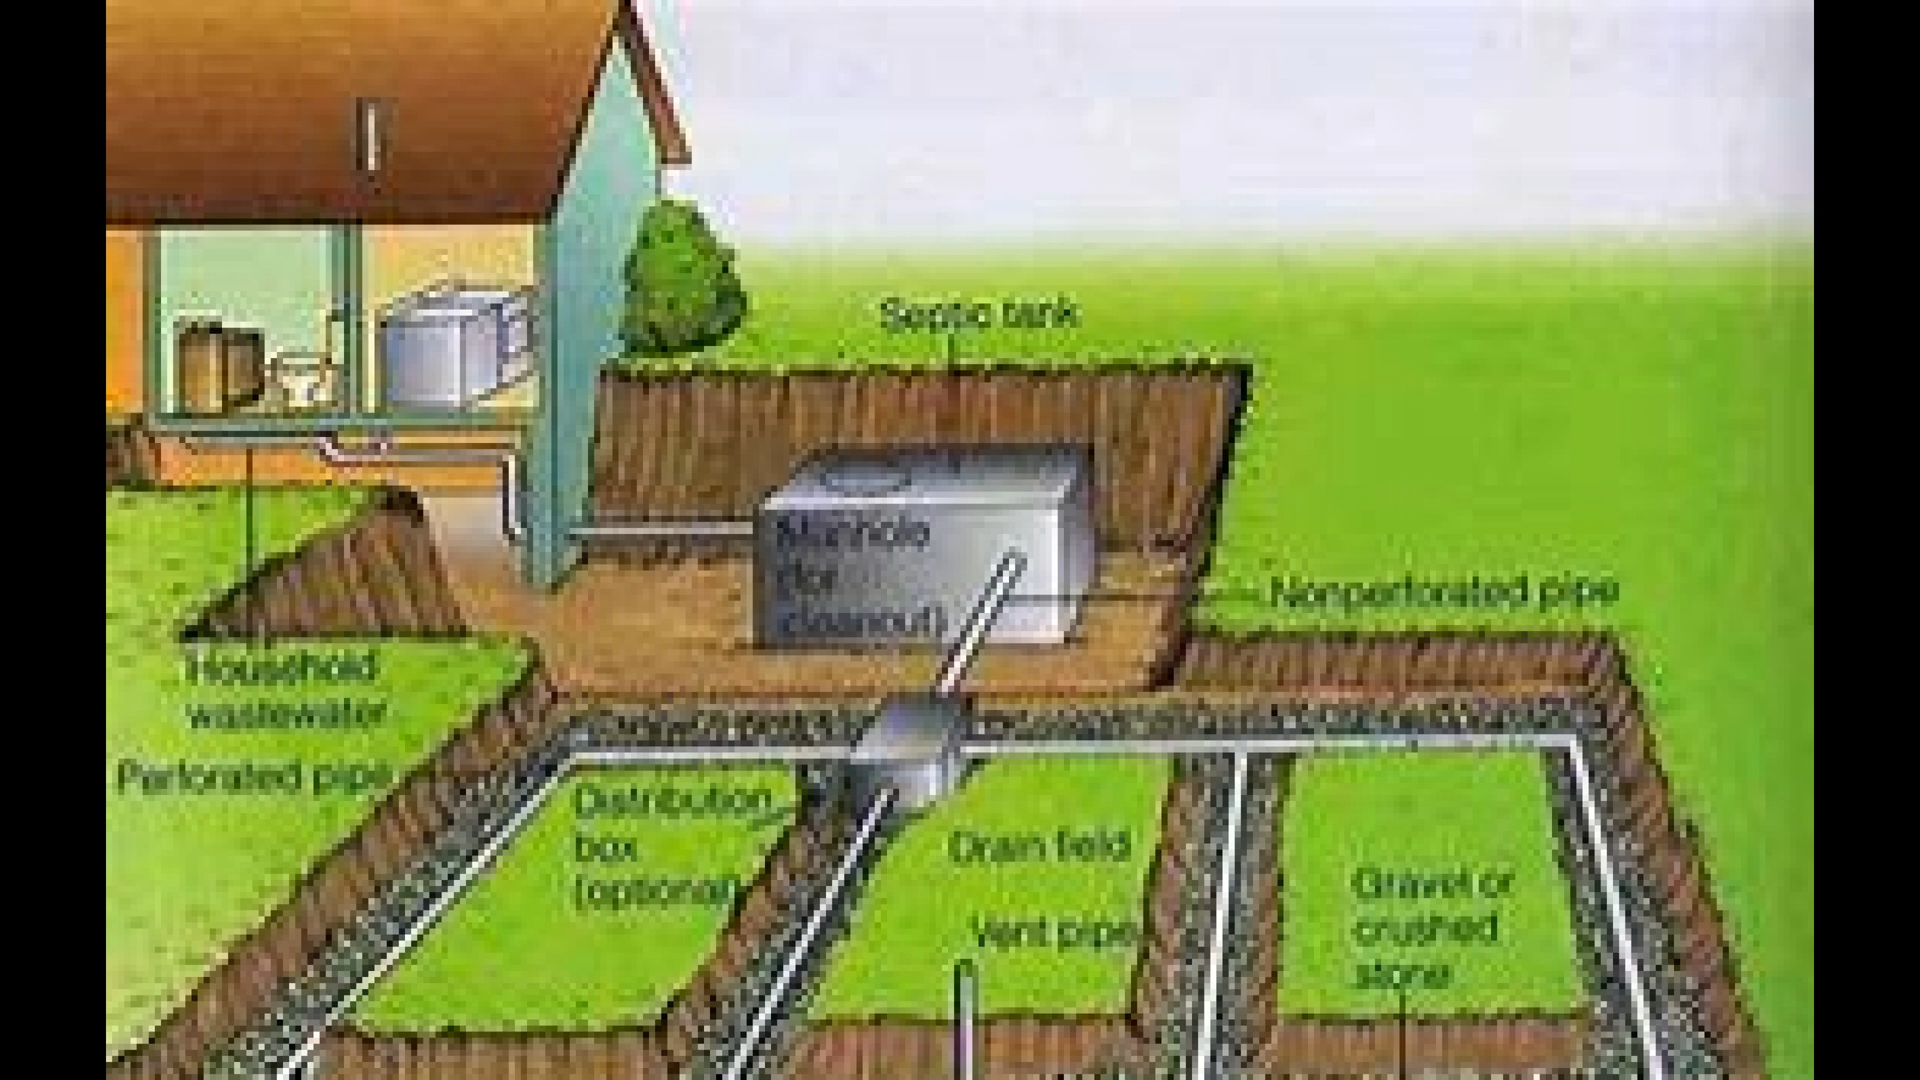 Septic tank
Manhole
(for
cleanout)
Nonperforated pipe
Household
wastewater
Perforated pipe
Distribution
box
(optional)
Drain field
Vent pipe
Gravel or
crushed
stone